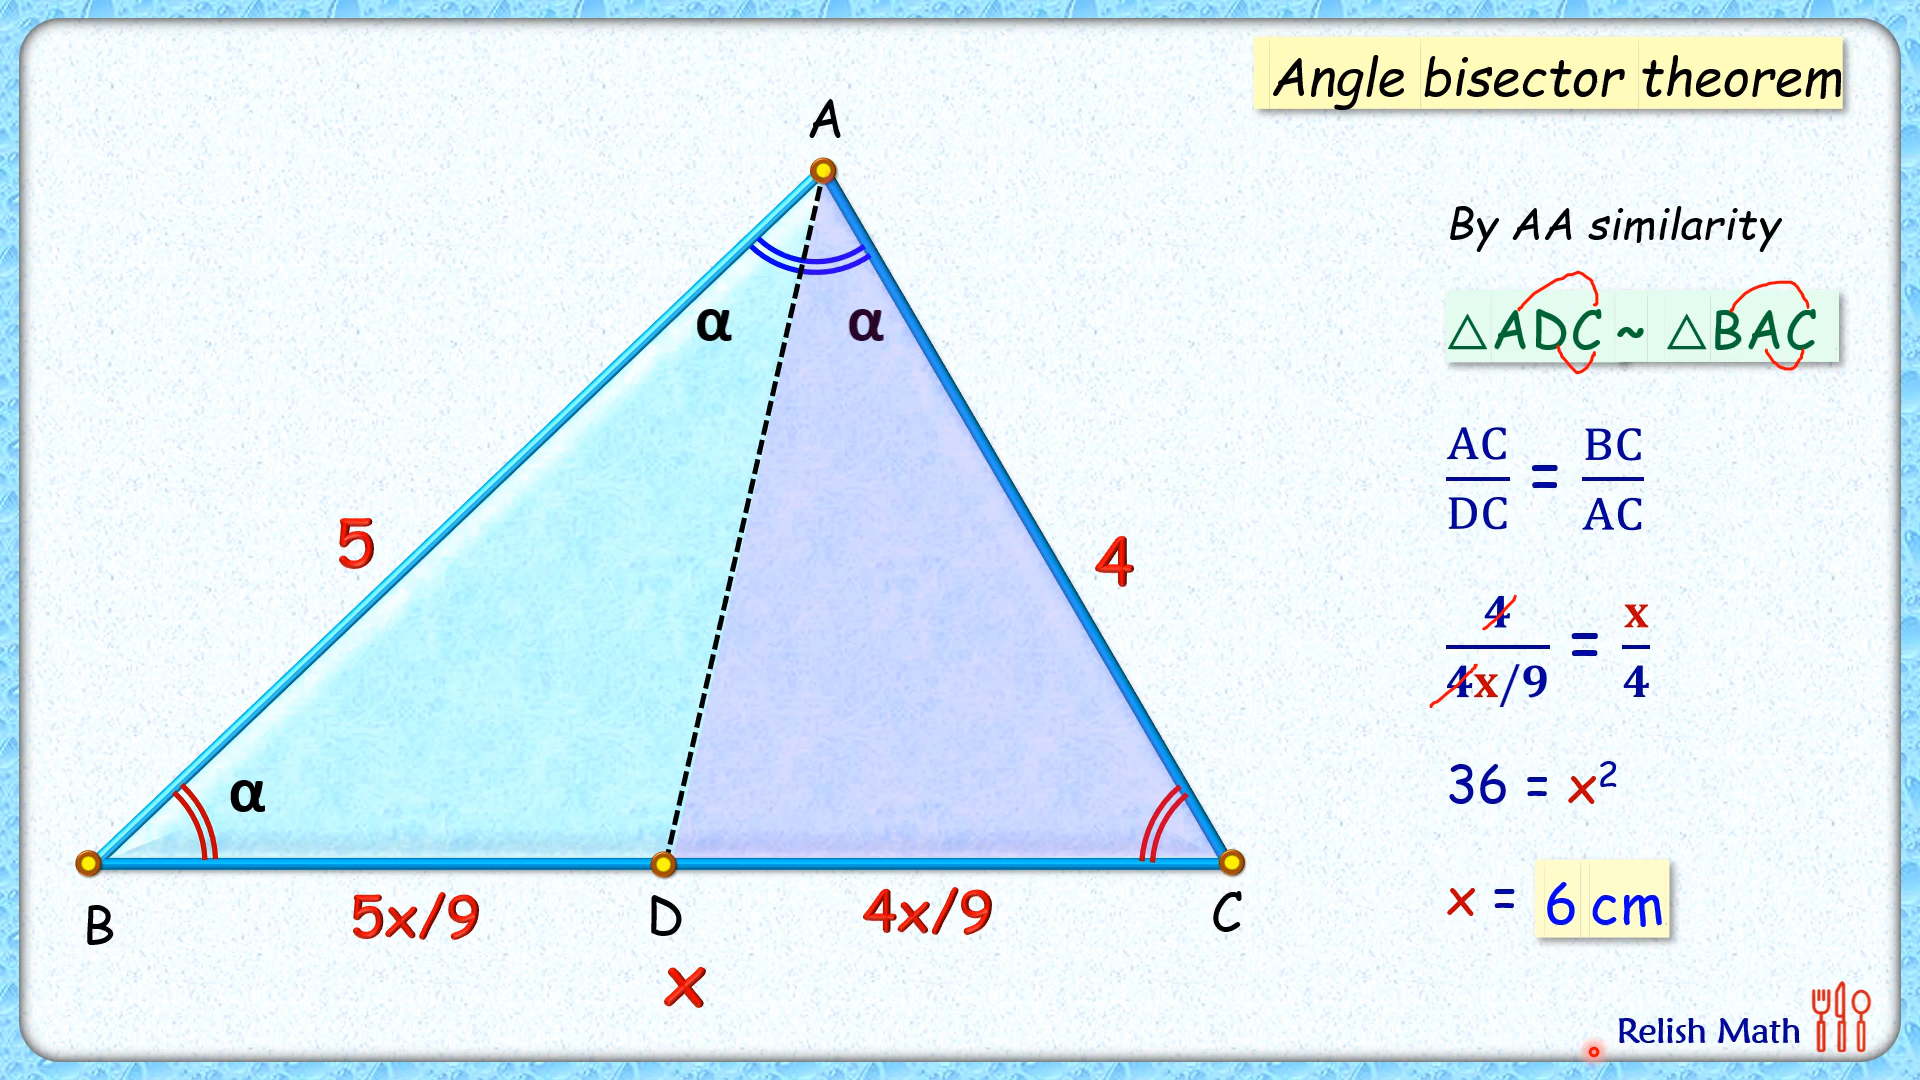 Angle bisector theorem
A
By AA similarity
α α
△ADC ~ △BAC
AC/DC = BC/AC
5
4
4/(4x/9) = x/4
α
36 = x²
B
5x/9
D
4x/9
C
x
x = 6 cm
Relish Math